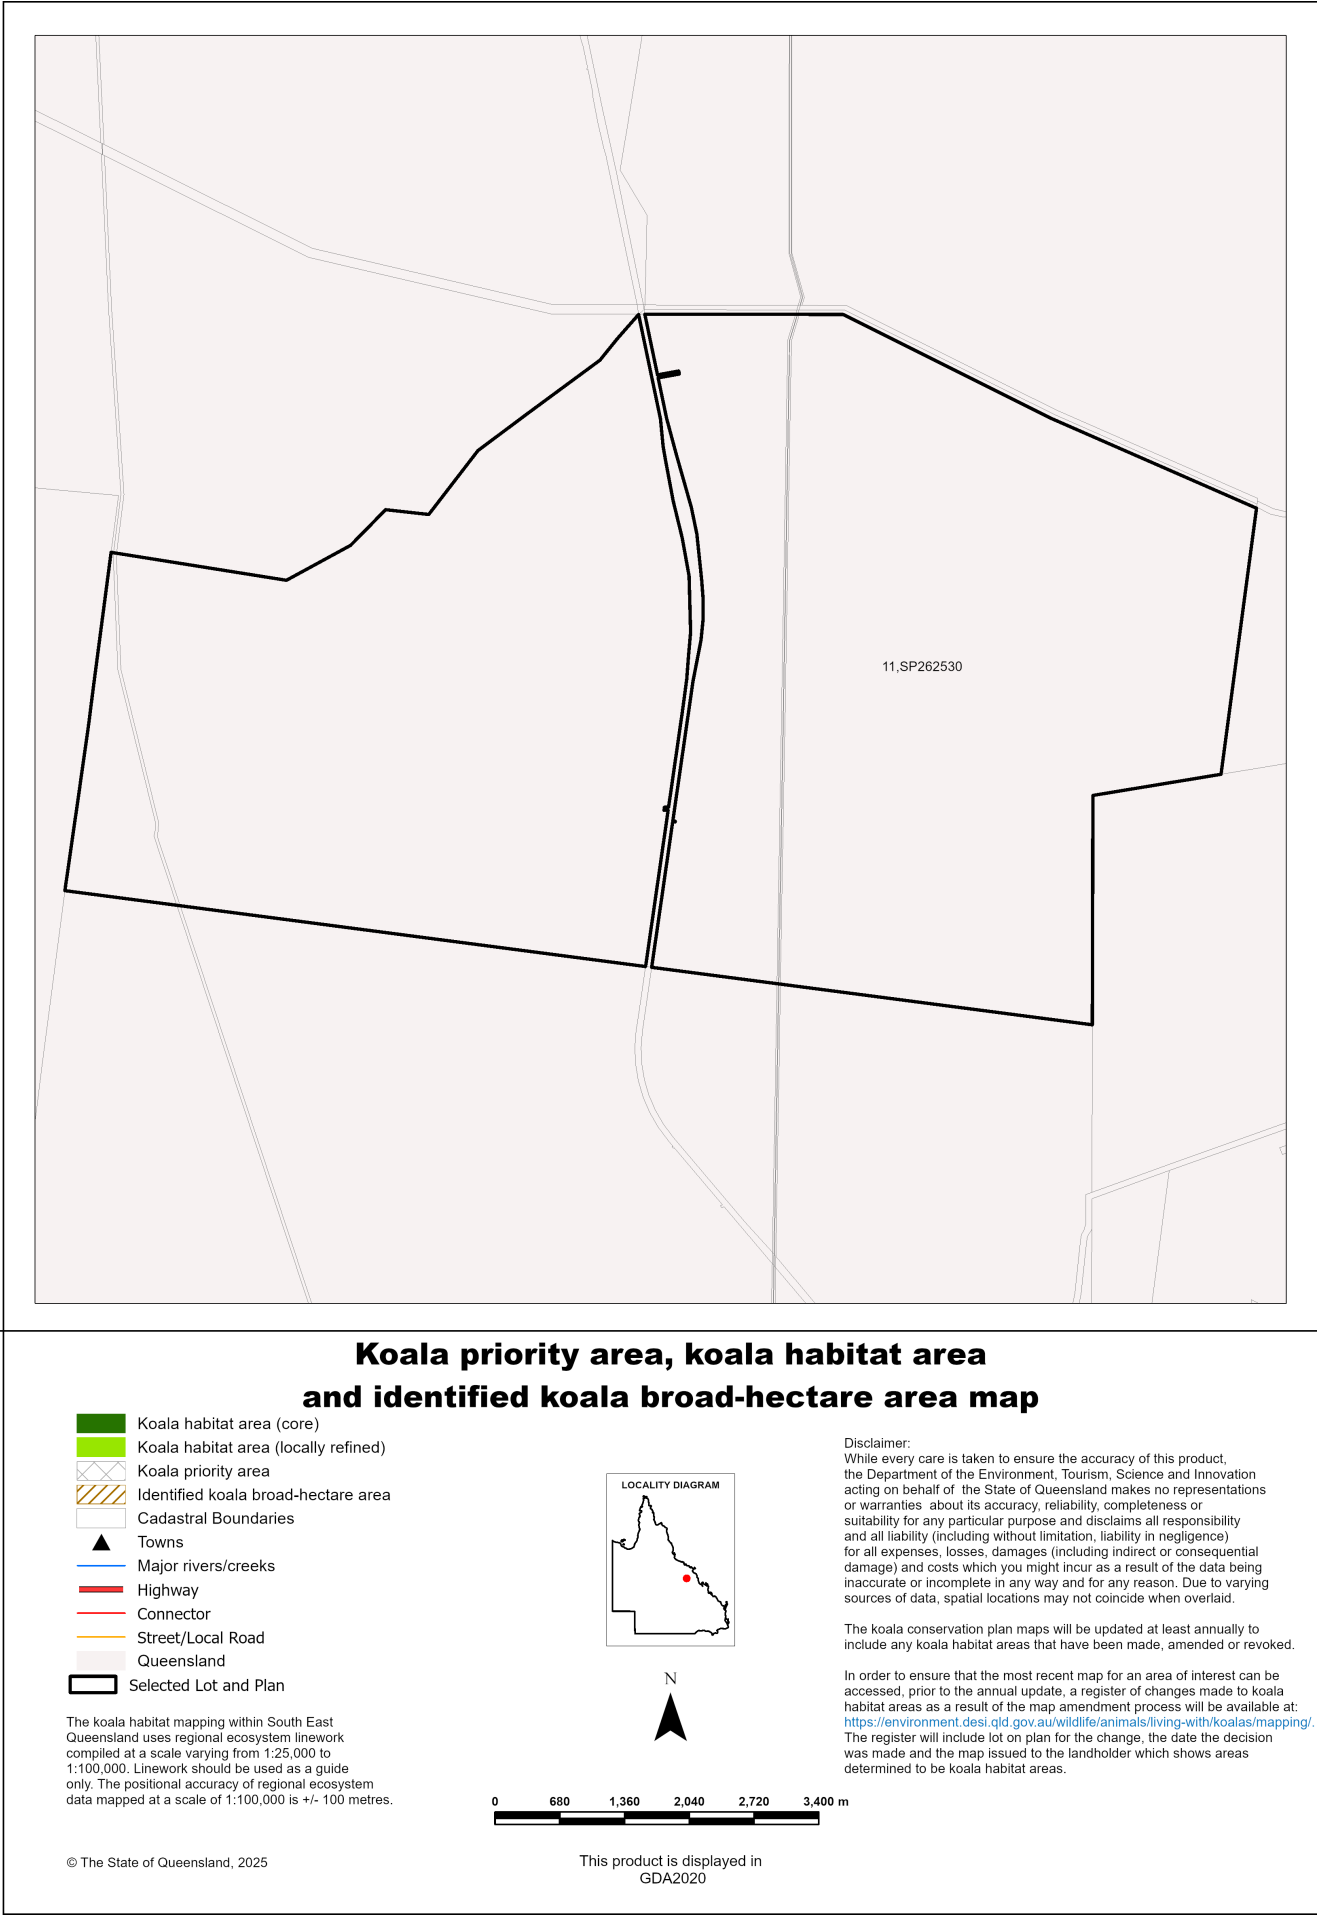 11,SP262530
Koala priority area, koala habitat area
and identified koala broad-hectare area map
Koala habitat area (core)
Koala habitat area (locally refined)
Koala priority area
Identified koala broad-hectare area
Cadastral Boundaries
Towns
Major rivers/creeks
Highway
Connector
Street/Local Road
Queensland
Selected Lot and Plan
The koala habitat mapping within South East
Queensland uses regional ecosystem linework
compiled at a scale varying from 1:25,000 to
1:100,000. Linework should be used as a guide
only. The positional accuracy of regional ecosystem
data mapped at a scale of 1:100,000 is +/- 100 metres.
© The State of Queensland, 2025
LOCALITY DIAGRAM
N
0 680 1,360 2,040 2,720 3,400 m
This product is displayed in
GDA2020
Disclaimer:
While every care is taken to ensure the accuracy of this product,
the Department of the Environment, Tourism, Science and Innovation
acting on behalf of the State of Queensland makes no representations
or warranties about its accuracy, reliability, completeness or
suitability for any particular purpose and disclaims all responsibility
and all liability (including without limitation, liability in negligence)
for all expenses, losses, damages (including indirect or consequential
damage) and costs which you might incur as a result of the data being
inaccurate or incomplete in any way and for any reason. Due to varying
sources of data, spatial locations may not coincide when overlaid.
The koala conservation plan maps will be updated at least annually to
include any koala habitat areas that have been made, amended or revoked.
In order to ensure that the most recent map for an area of interest can be
accessed, prior to the annual update, a register of changes made to koala
habitat areas as a result of the map amendment process will be available at:
https://environment.desi.qld.gov.au/wildlife/animals/living-with/koalas/mapping/.
The register will include lot on plan for the change, the date the decision
was made and the map issued to the landholder which shows areas
determined to be koala habitat areas.